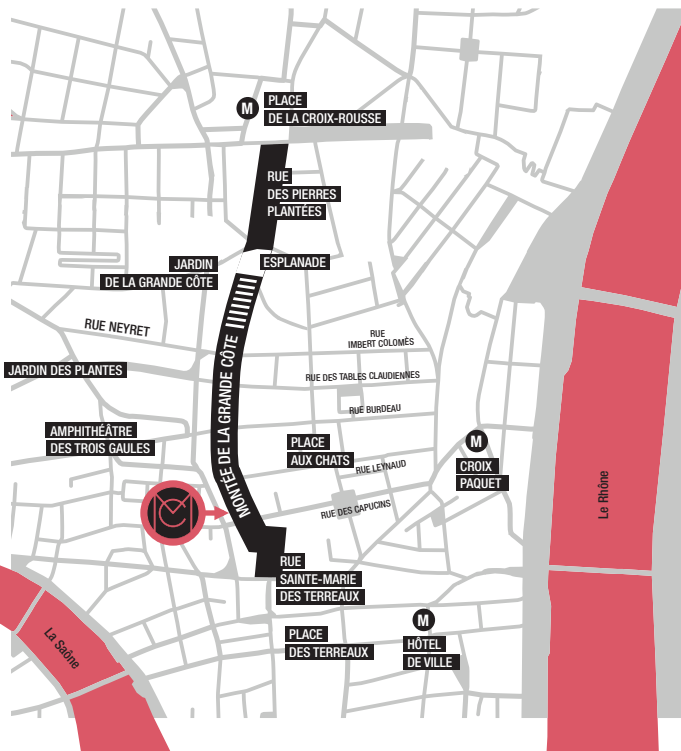 M
PLACE
DE LA CROIX-ROUSSE
RUE
DES PIERRES
PLANTÉES
JARDIN
DE LA GRANDE CÔTE
ESPLANADE
RUE NEYRET
RUE
IMBERT COLOMÈS
JARDIN DES PLANTES
RUE DES TABLES CLAUDIENNES
MONTÉE DE LA GRANDE CÔTE
RUE BURDEAU
AMPHITHÉÂTRE
DES TROIS GAULES
PLACE
AUX CHATS
M
CROIX
PAQUET
RUE LEYNAUD
Le Rhône
RUE DES CAPUCINS
RUE
SAINTE-MARIE
DES TERREAUX
M
HÔTEL
DE VILLE
PLACE
DES TERREAUX
La Saône